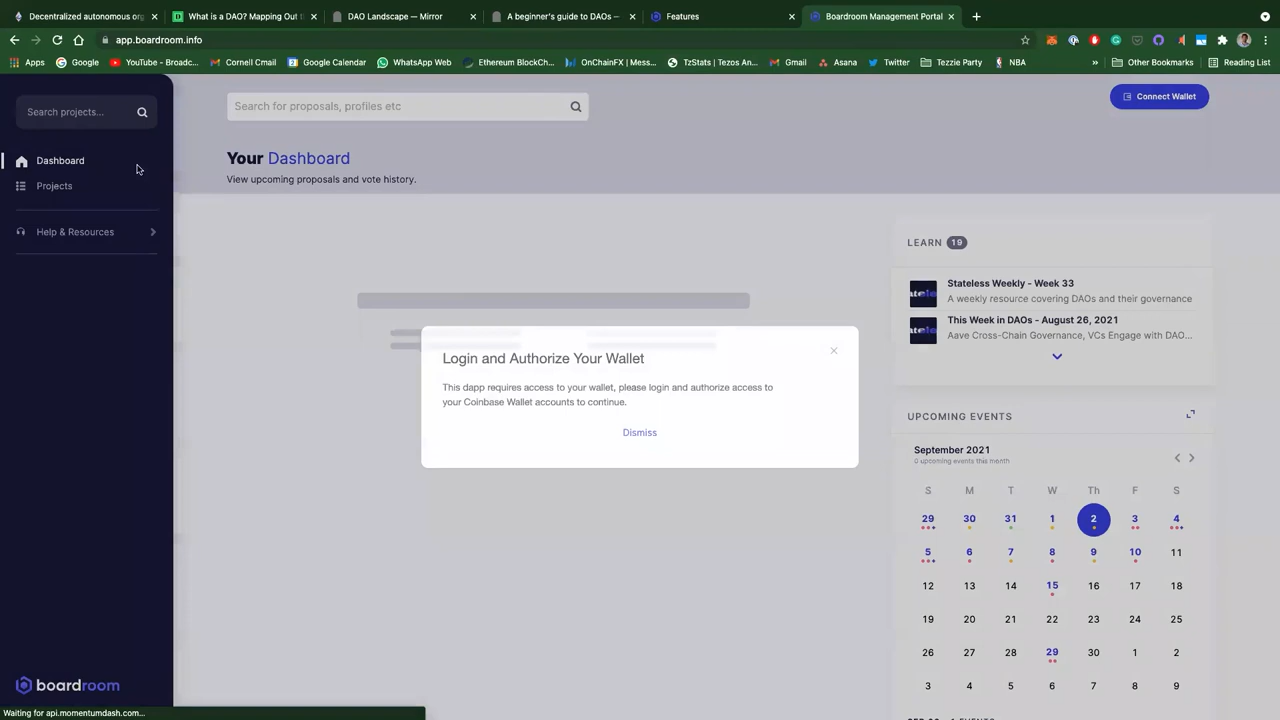 Decentralized autonomous org
What is a DAO? Mapping Out t
DAO Landscape — Mirror
A beginner's guide to DAOs —
Features
Boardroom Management Portal
app.boardroom.info
Apps
Google
YouTube - Broadc...
Cornell Gmail
Google Calendar
WhatsApp Web
Ethereum BlockCh...
OnChainFX | Mess...
TzStats | Tezos An...
Gmail
Asana
Twitter
Tezzie Party
NBA
Other Bookmarks
Reading List
Search projects...
Dashboard
Projects
Help & Resources
boardroom
Search for proposals, profiles etc
Connect Wallet
Your Dashboard
View upcoming proposals and vote history.
Login and Authorize Your Wallet
This dapp requires access to your wallet, please login and authorize access to
your Coinbase Wallet accounts to continue.
Dismiss
LEARN 19
Stateless Weekly - Week 33
A weekly resource covering DAOs and their governance
This Week in DAOs - August 26, 2021
Aave Cross-Chain Governance, VCs Engage with DAO...
UPCOMING EVENTS
September 2021
0 upcoming events this month
S M T W Th F S
29 30 31 1 2 3 4
5 6 7 8 9 10 11
12 13 14 15 16 17 18
19 20 21 22 23 24 25
26 27 28 29 30 1 2
3 4 5 6 7 8 9
Waiting for api.momentumdash.com...